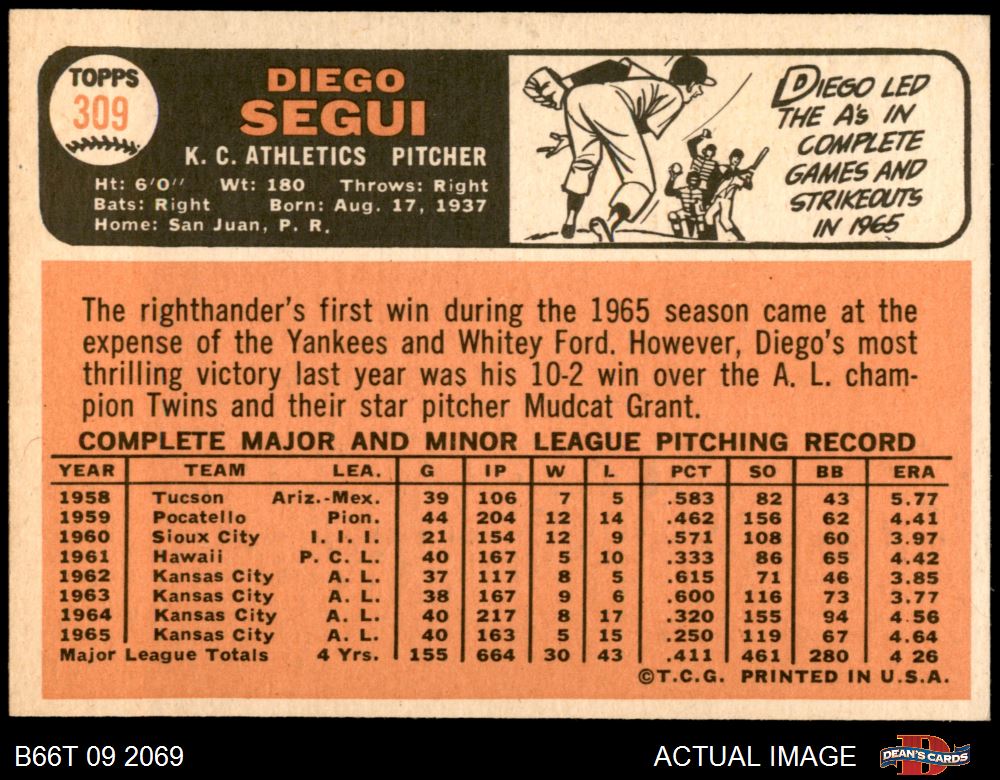 TOPPS
309
DIEGO
SEGUI
K. C. ATHLETICS PITCHER
Ht: 6'0" Wt: 180 Throws: Right
Bats: Right Born: Aug. 17, 1937
Home: San Juan, P. R.
DIEGO LED
THE A's IN
COMPLETE
GAMES AND
STRIKEOUTS
IN 1965
The righthander's first win during the 1965 season came at the
expense of the Yankees and Whitey Ford. However, Diego's most
thrilling victory last year was his 10-2 win over the A. L. cham-
pion Twins and their star pitcher Mudcat Grant.
COMPLETE MAJOR AND MINOR LEAGUE PITCHING RECORD
YEAR TEAM LEA. G IP W L PCT SO BB ERA
1958 Tucson Ariz.-Mex. 39 106 7 5 .583 82 43 5.77
1959 Pocatello Pion. 44 204 12 14 .462 156 62 4.41
1960 Sioux City I. I. I. 21 154 12 9 .571 108 60 3.97
1961 Hawaii P. C. L. 40 167 5 10 .333 86 65 4.42
1962 Kansas City A. L. 37 117 8 5 .615 71 46 3.85
1963 Kansas City A. L. 38 167 9 6 .600 116 73 3.77
1964 Kansas City A. L. 40 217 8 17 .320 155 94 4.56
1965 Kansas City A. L. 40 163 5 15 .250 119 67 4.64
Major League Totals 4 Yrs. 155 664 30 43 .411 461 280 4 26
©T.C.G. PRINTED IN U.S.A.
B66T 09 2069 ACTUAL IMAGE DEAN'S CARDS